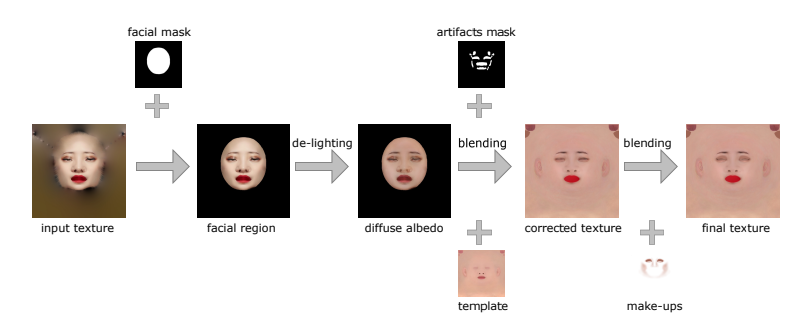 facial mask
artifacts mask
de-lighting
blending
blending
input texture
facial region
diffuse albedo
corrected texture
final texture
template
make-ups